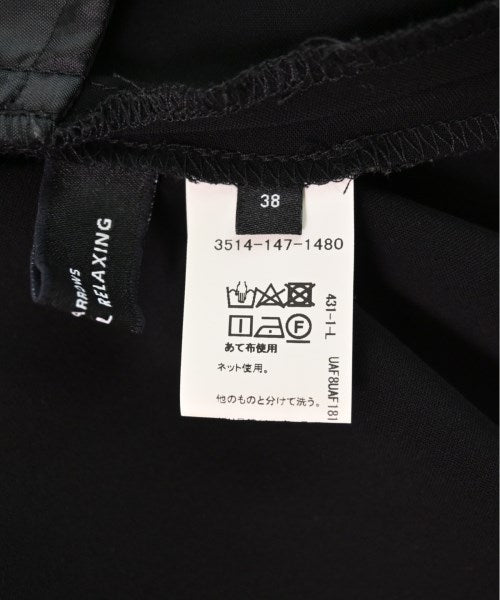 38
3514-147-1480
F
あて布使用
ネット使用。
他のものと分けて洗う。
431-1-L
UAF8UAF181
ARROWS
L RELAXING